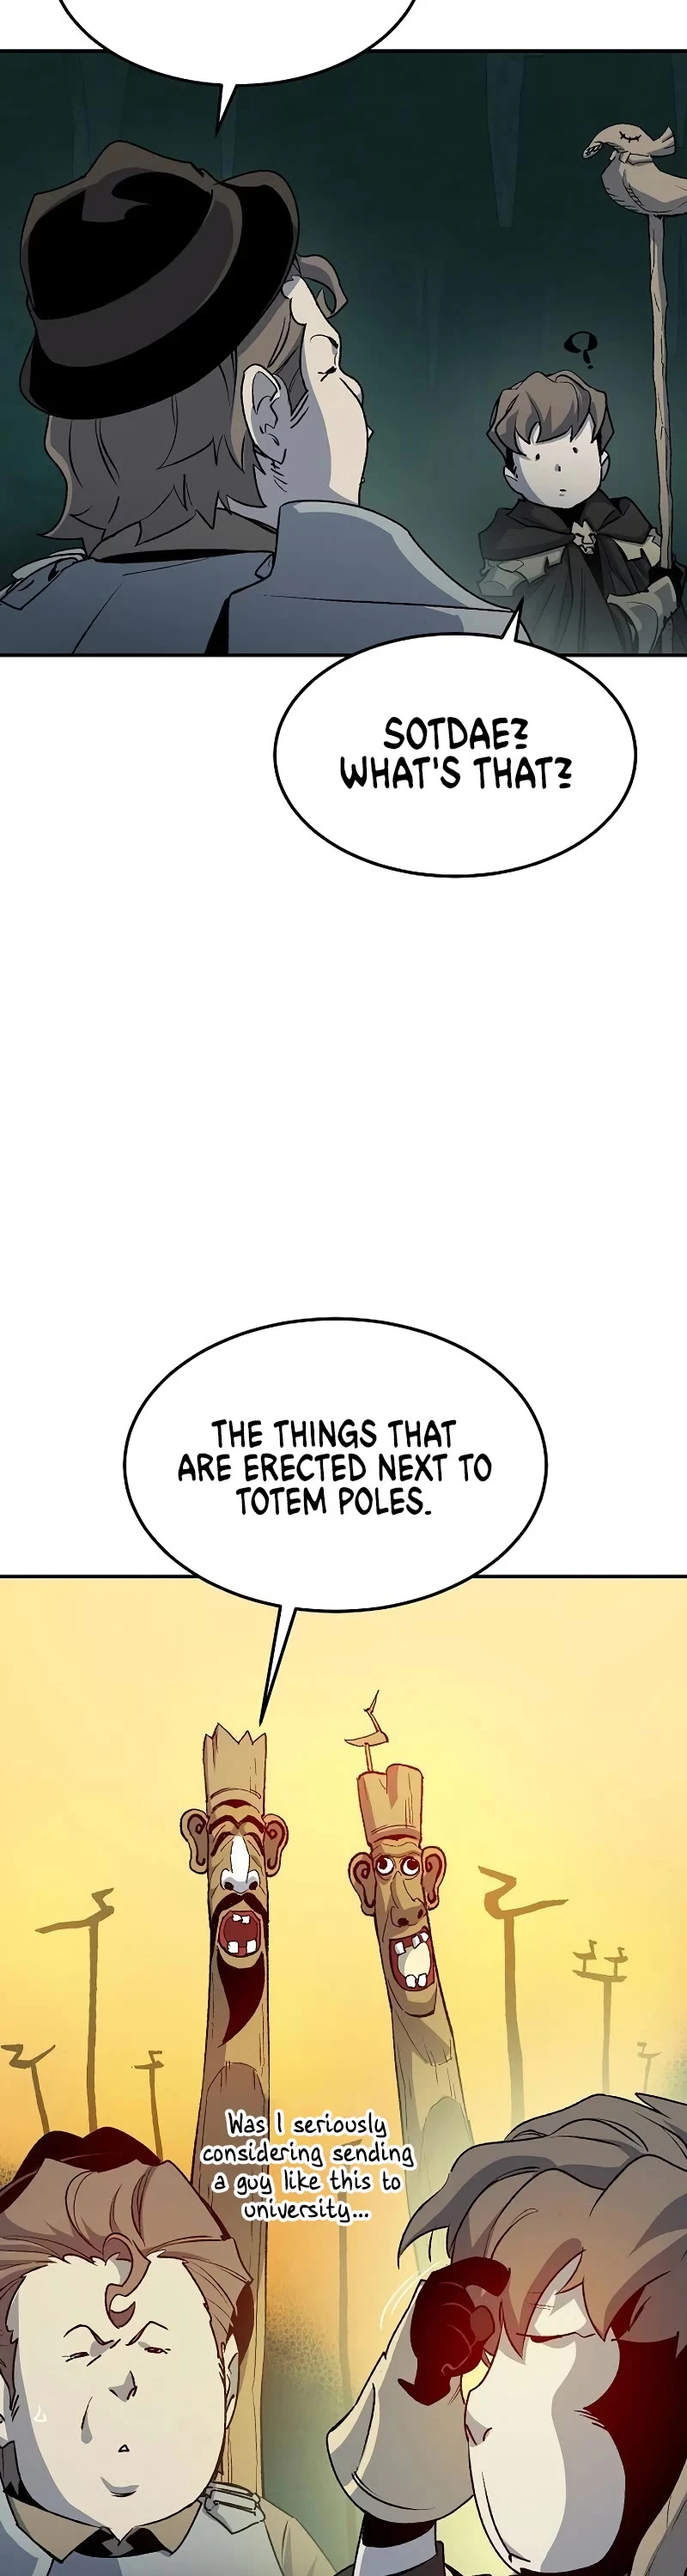 ?
SOTDAE?
WHAT'S THAT?
THE THINGS THAT
ARE ERECTED NEXT TO
TOTEM POLES.
Was I seriously
considering sending
a guy like this to
university...